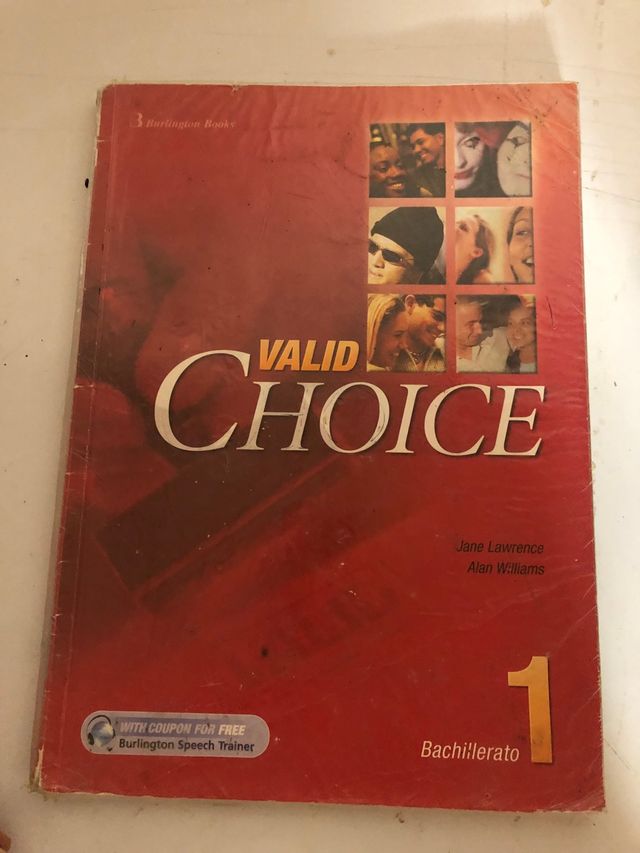 B Burlington Books
VALID
CHOICE
Jane Lawrence
Alan Williams
WITH COUPON FOR FREE
Burlington Speech Trainer
Bachillerato 1